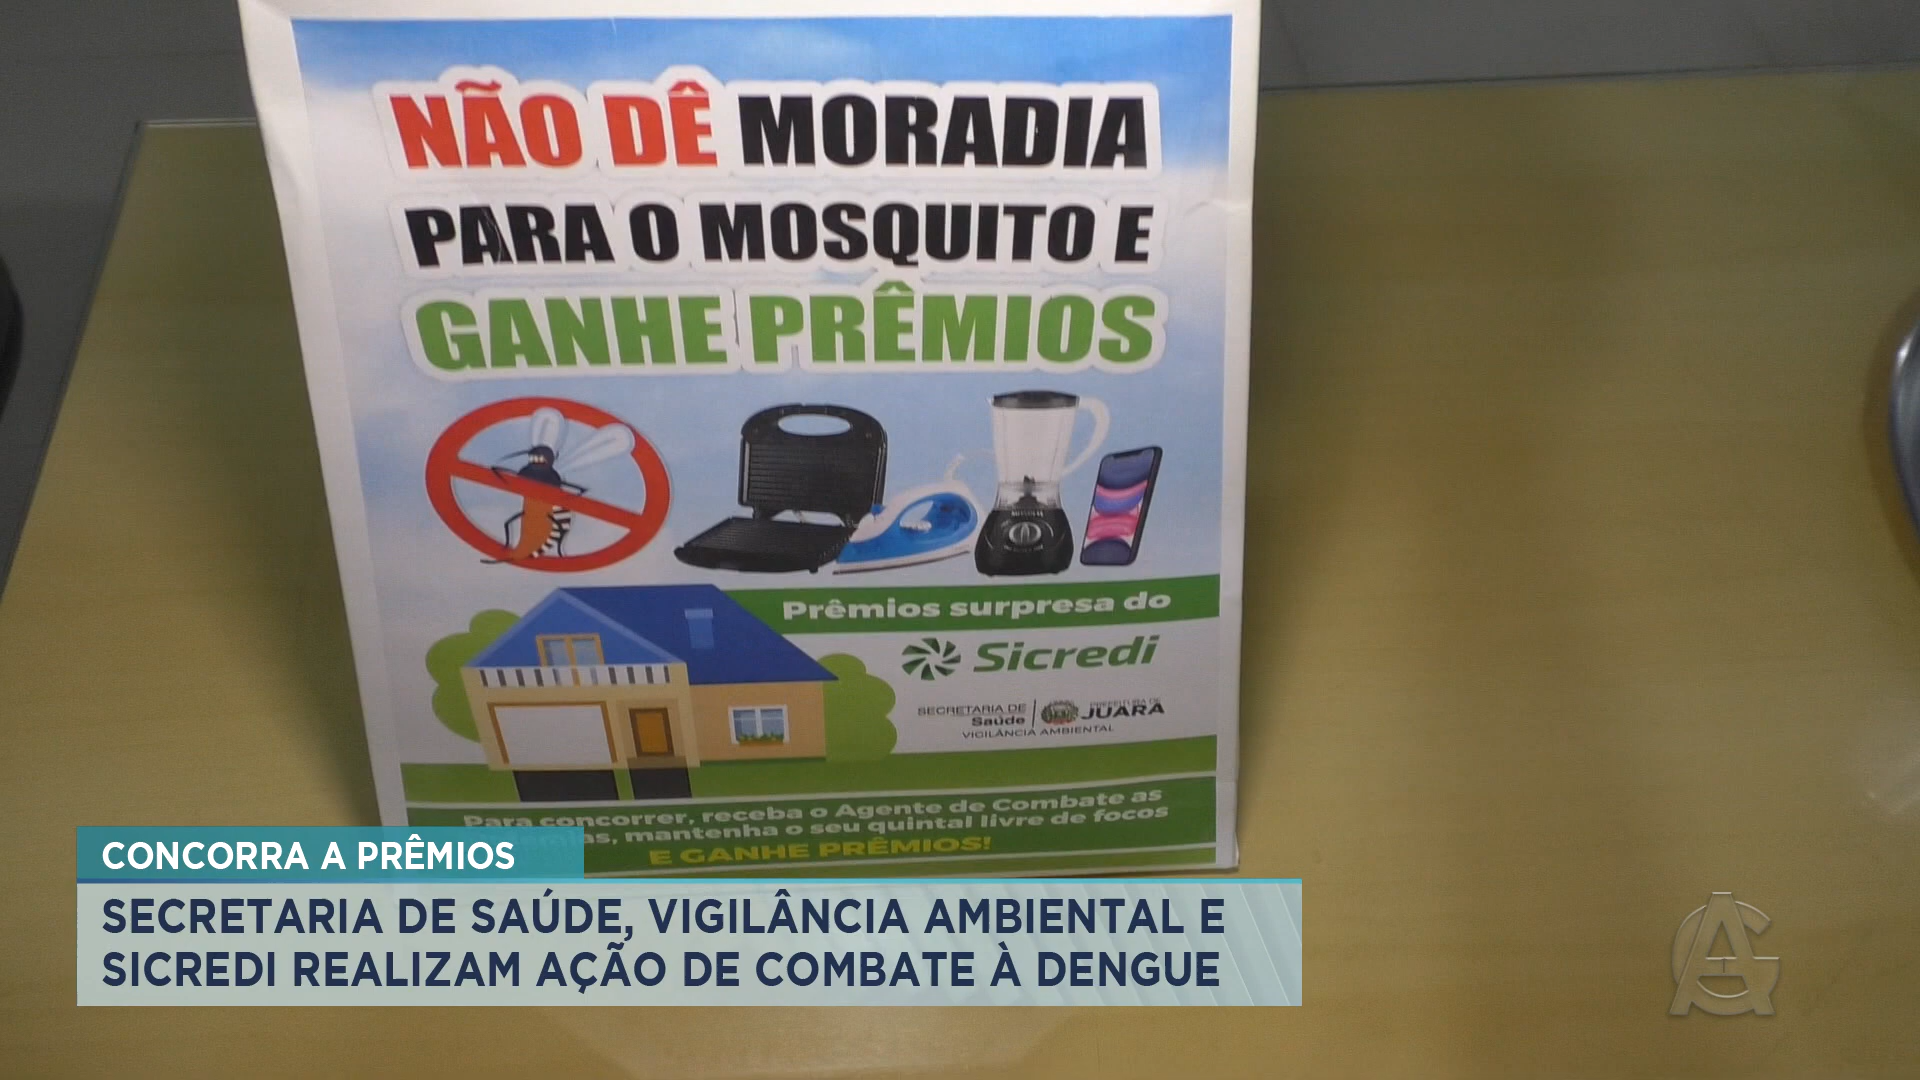 NÃO DÊ MORADIA
PARA O MOSQUITO E
GANHE PRÊMIOS
Prêmios surpresa do
Sicredi
SECRETARIA DE
Saúde
VIGILÂNCIA AMBIENTAL
PREFEITURA DE
JUARA
Para concorrer, receba o Agente de Combate as
mantenha o seu quintal livre de focos
E GANHE PRÊMIOS!
CONCORRA A PRÊMIOS
SECRETARIA DE SAÚDE, VIGILÂNCIA AMBIENTAL E
SICREDI REALIZAM AÇÃO DE COMBATE À DENGUE